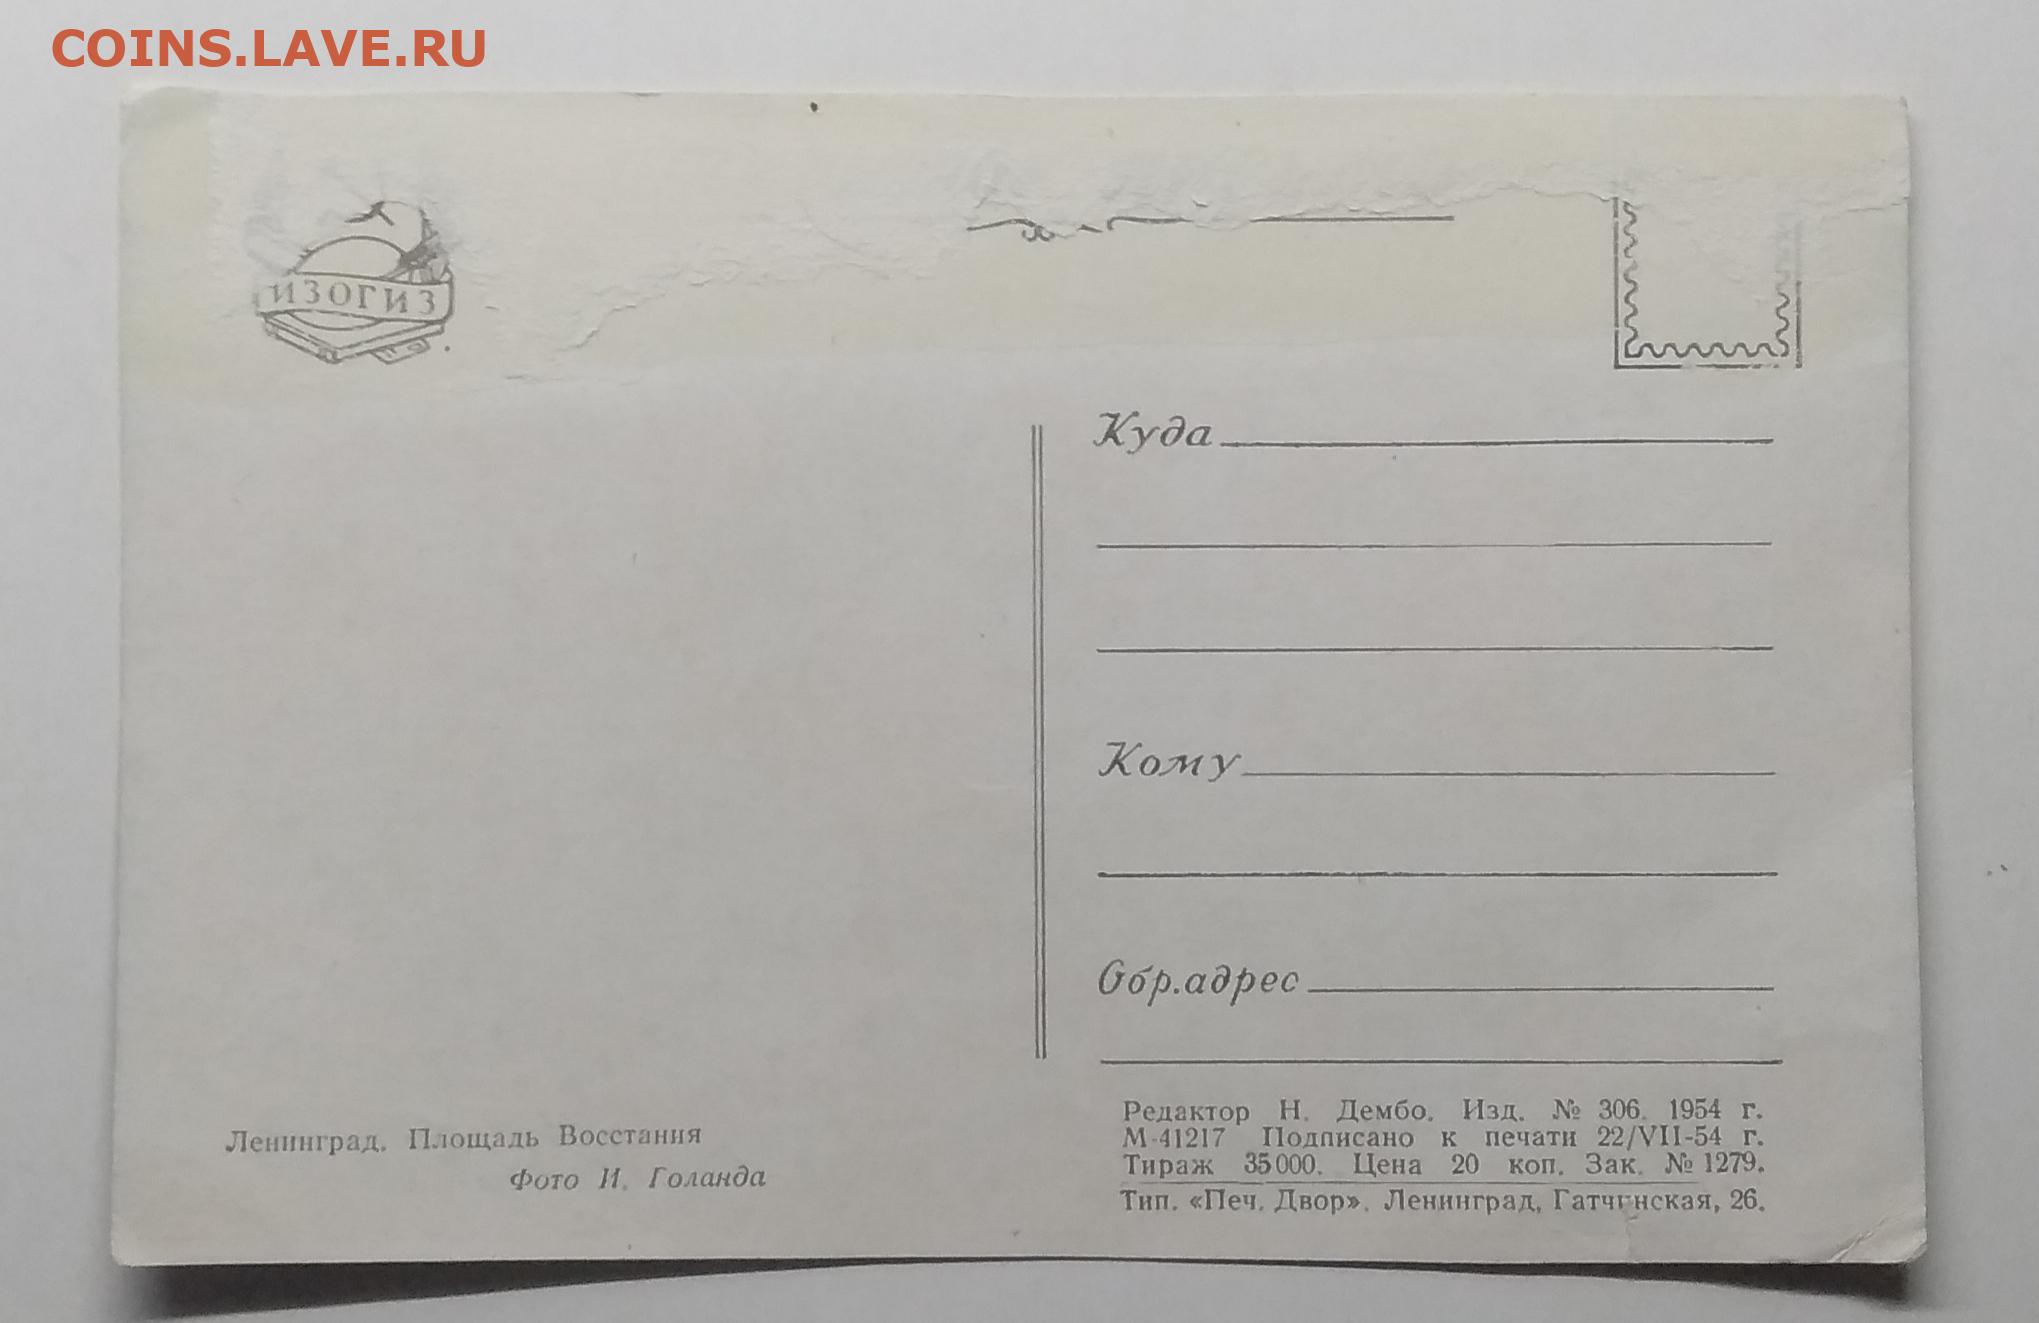 COINS.LAVE.RU
ИЗОГИЗ
Куда
Кому
Обр.адрес
Ленинград. Площадь Восстания
Фото И. Голанда
Редактор Н. Дембо. Изд. № 306. 1954 г.
М-41217 Подписано к печати 22/VII-54 г.
Тираж 35000. Цена 20 коп. Зак. № 1279.
Тип. «Печ. Двор». Ленинград, Гатчинская, 26.